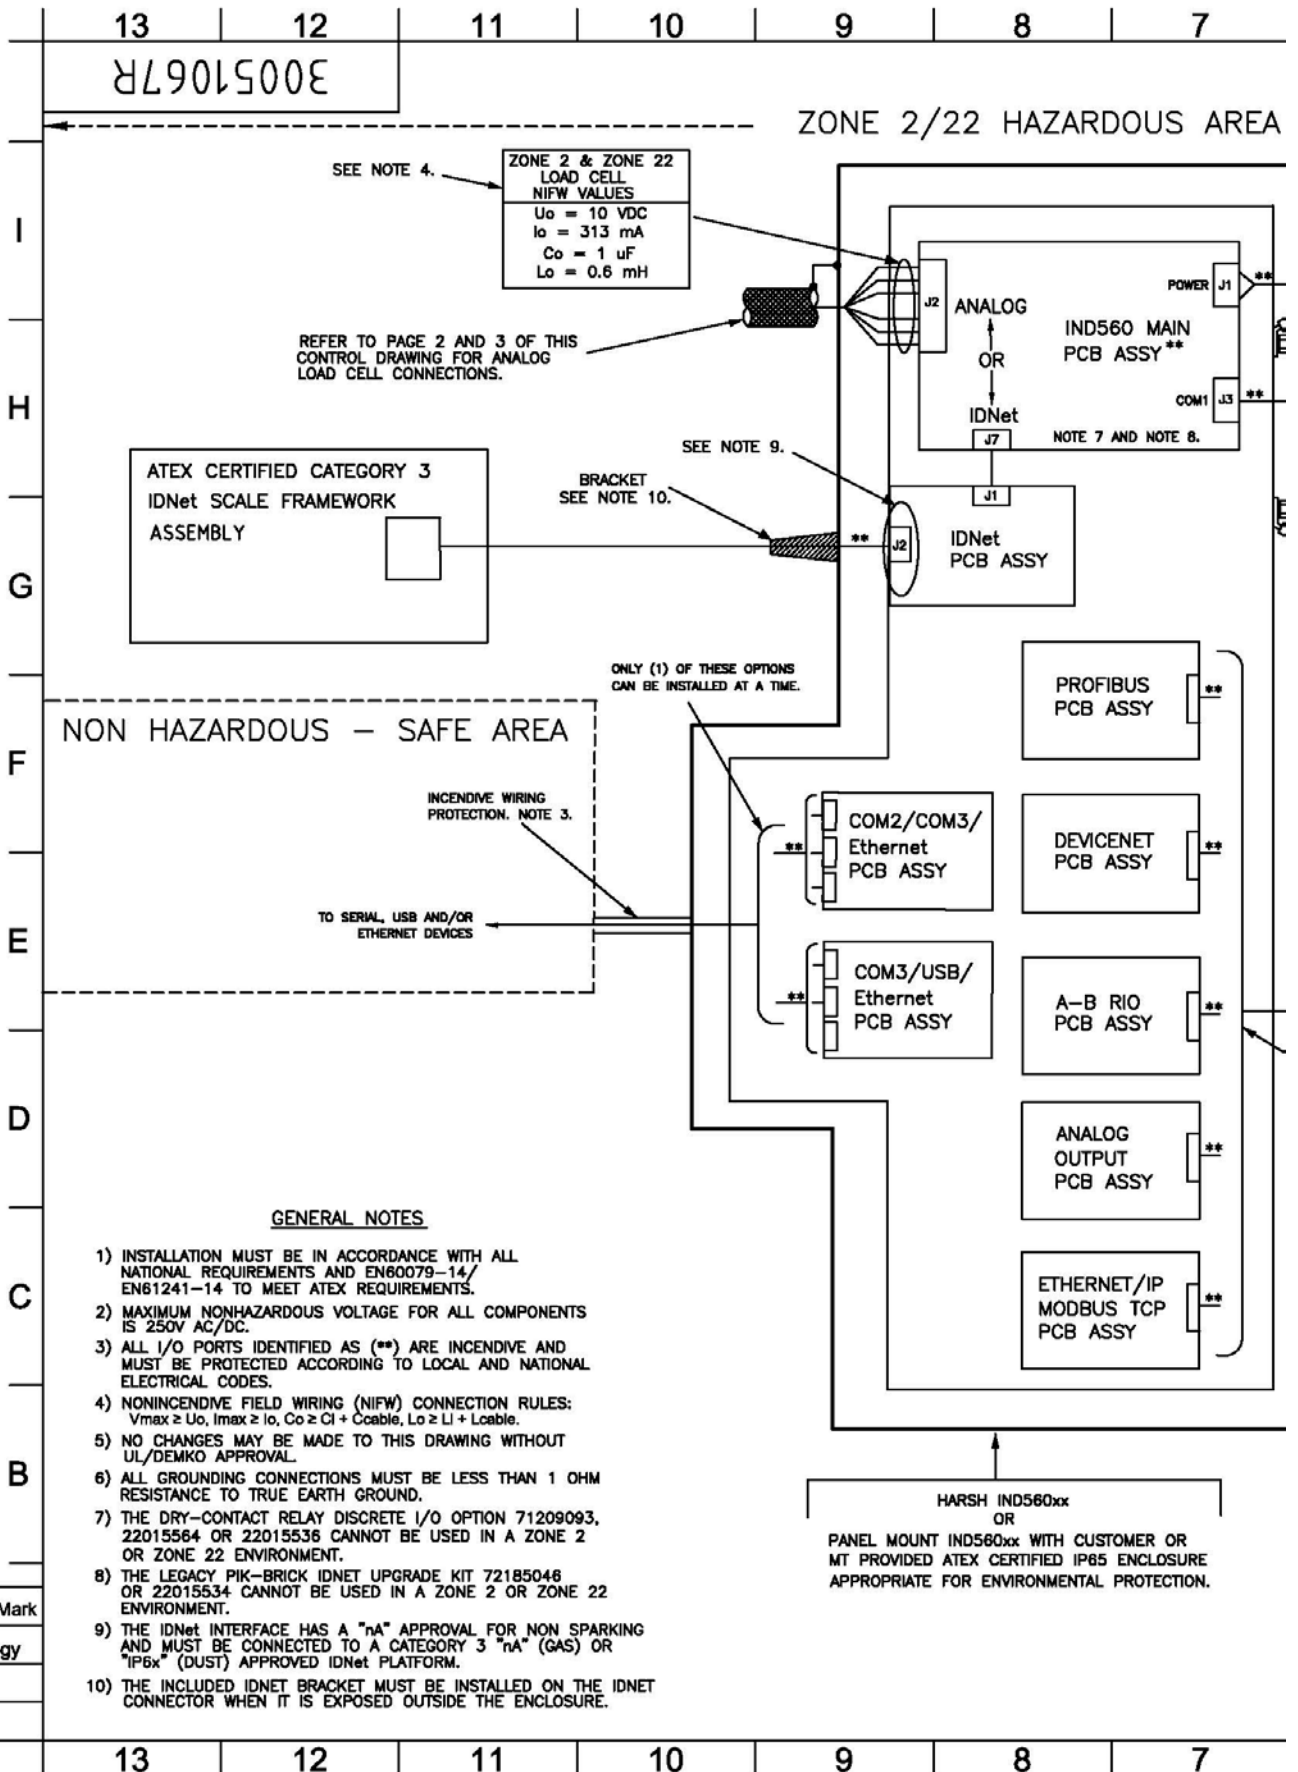 13 12 11 10 9 8 7
30051067R
ZONE 2/22 HAZARDOUS AREA
I
H
G
F
E
D
C
B
SEE NOTE 4.
ZONE 2 & ZONE 22
LOAD CELL
NIFW VALUES
Uo = 10 VDC
Io = 313 mA
Co = 1 uF
Lo = 0.6 mH
REFER TO PAGE 2 AND 3 OF THIS
CONTROL DRAWING FOR ANALOG
LOAD CELL CONNECTIONS.
J2
ANALOG
OR
IDNet
J7
POWER J1 **
IND560 MAIN
PCB ASSY **
COM1 J3 **
NOTE 7 AND NOTE 8.
ATEX CERTIFIED CATEGORY 3
IDNet SCALE FRAMEWORK
ASSEMBLY
SEE NOTE 9.
BRACKET
SEE NOTE 10.
**
J2
J1
IDNet
PCB ASSY
ONLY (1) OF THESE OPTIONS
CAN BE INSTALLED AT A TIME.
NON HAZARDOUS – SAFE AREA
INCENDIVE WIRING
PROTECTION. NOTE 3.
TO SERIAL, USB AND/OR
ETHERNET DEVICES
**
COM2/COM3/
Ethernet
PCB ASSY
**
COM3/USB/
Ethernet
PCB ASSY
PROFIBUS
PCB ASSY
**
DEVICENET
PCB ASSY
**
A–B RIO
PCB ASSY
**
ANALOG
OUTPUT
PCB ASSY
**
ETHERNET/IP
MODBUS TCP
PCB ASSY
**
GENERAL NOTES
1) INSTALLATION MUST BE IN ACCORDANCE WITH ALL
NATIONAL REQUIREMENTS AND EN60079–14/
EN61241–14 TO MEET ATEX REQUIREMENTS.
2) MAXIMUM NONHAZARDOUS VOLTAGE FOR ALL COMPONENTS
IS 250V AC/DC.
3) ALL I/O PORTS IDENTIFIED AS (**) ARE INCENDIVE AND
MUST BE PROTECTED ACCORDING TO LOCAL AND NATIONAL
ELECTRICAL CODES.
4) NONINCENDIVE FIELD WIRING (NIFW) CONNECTION RULES:
Vmax ≥ Uo, Imax ≥ Io, Co ≥ CI + Ccable, Lo ≥ LI + Lcable.
5) NO CHANGES MAY BE MADE TO THIS DRAWING WITHOUT
UL/DEMKO APPROVAL.
6) ALL GROUNDING CONNECTIONS MUST BE LESS THAN 1 OHM
RESISTANCE TO TRUE EARTH GROUND.
7) THE DRY–CONTACT RELAY DISCRETE I/O OPTION 71209093,
22015564 OR 22015536 CANNOT BE USED IN A ZONE 2
OR ZONE 22 ENVIRONMENT.
8) THE LEGACY PIK–BRICK IDNET UPGRADE KIT 72185046
OR 22015534 CANNOT BE USED IN A ZONE 2 OR ZONE 22
ENVIRONMENT.
9) THE IDNet INTERFACE HAS A "nA" APPROVAL FOR NON SPARKING
AND MUST BE CONNECTED TO A CATEGORY 3 "nA" (GAS) OR
"IP6x" (DUST) APPROVED IDNet PLATFORM.
10) THE INCLUDED IDNET BRACKET MUST BE INSTALLED ON THE IDNET
CONNECTOR WHEN IT IS EXPOSED OUTSIDE THE ENCLOSURE.
HARSH IND560xx
OR
PANEL MOUNT IND560xx WITH CUSTOMER OR
MT PROVIDED ATEX CERTIFIED IP65 ENCLOSURE
APPROPRIATE FOR ENVIRONMENTAL PROTECTION.
Mark
gy
13 12 11 10 9 8 7